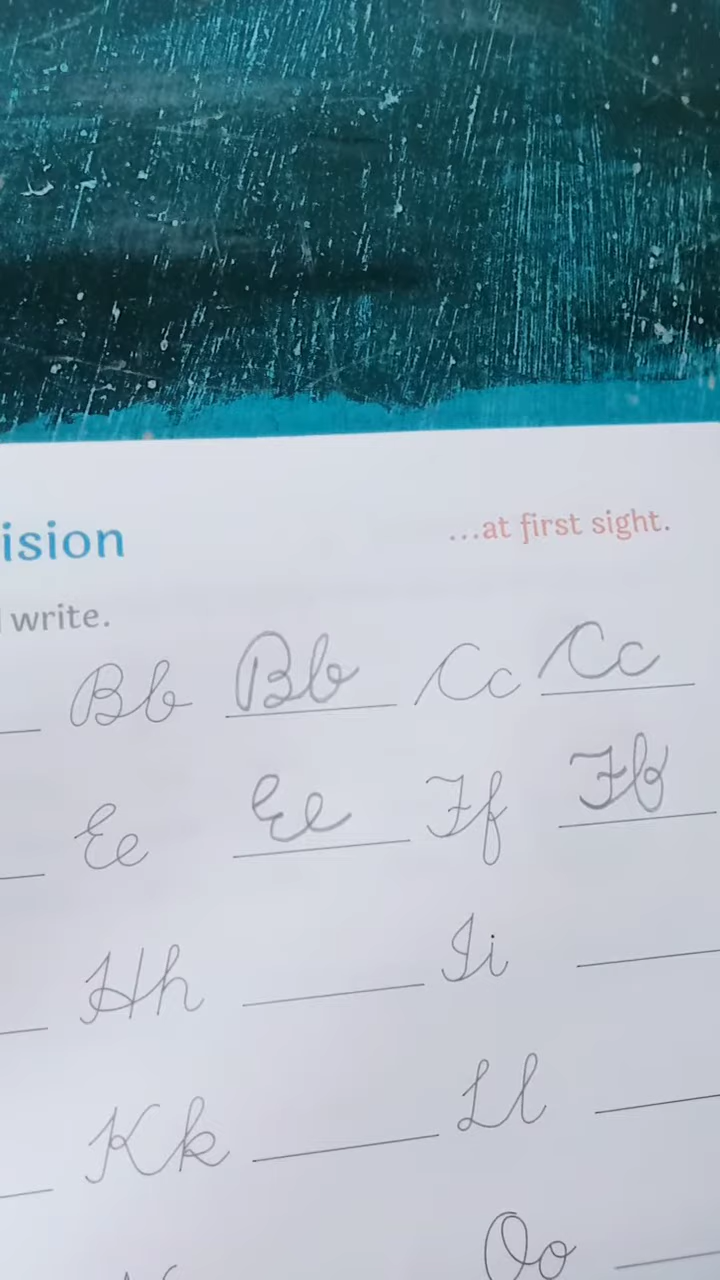 ision ...at first sight.
write.
Bb Bb Cc Cc
Ee Ee Ff Fb
Hh Ii
Kk Ll
Oo